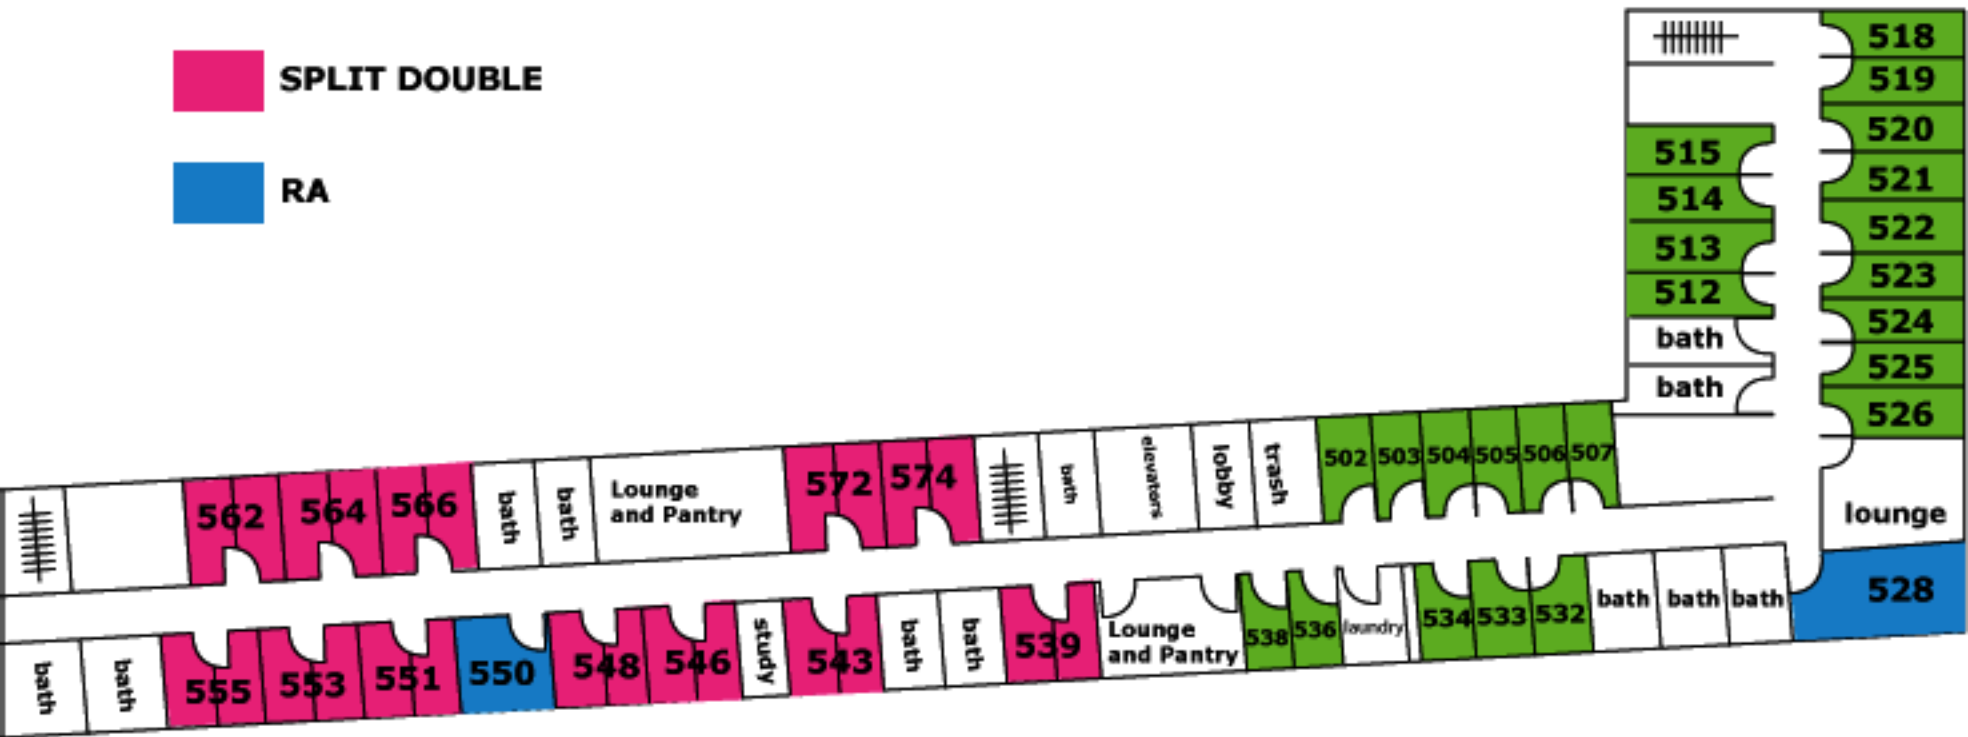 SPLIT DOUBLE
RA
518
519
520
521
522
523
524
525
526
lounge
528
515
514
513
512
bath
bath
562
564
566
bath
bath
Lounge
and Pantry
572
574
bath
elevators
lobby
trash
502
503
504
505
506
507
bath
bath
555
553
551
550
548
546
study
543
bath
bath
539
Lounge
and Pantry
538
536
laundry
534
533
532
bath
bath
bath